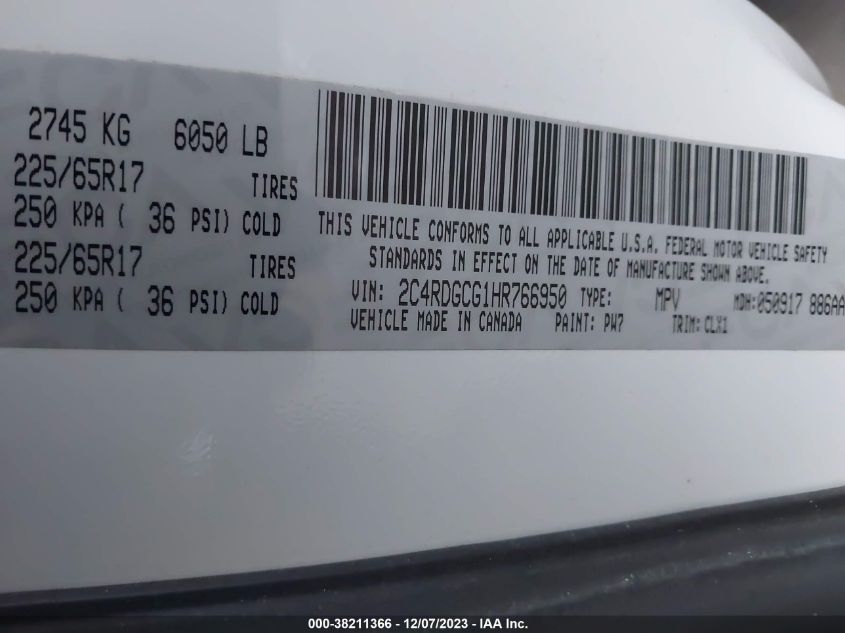 2745 KG 6050 LB
225/65R17 TIRES
250 KPA ( 36 PSI) COLD
225/65R17 TIRES
250 KPA ( 36 PSI) COLD
THIS VEHICLE CONFORMS TO ALL APPLICABLE U.S.A. FEDERAL MOTOR VEHICLE SAFETY
STANDARDS IN EFFECT ON THE DATE OF MANUFACTURE SHOWN ABOVE.
VIN: 2C4RDGCG1HR766950 TYPE: MPV MDH:050917 886AA
VEHICLE MADE IN CANADA PAINT: PW7 TRIM: CLX1
000-38211366 - 12/07/2023 - IAA Inc.